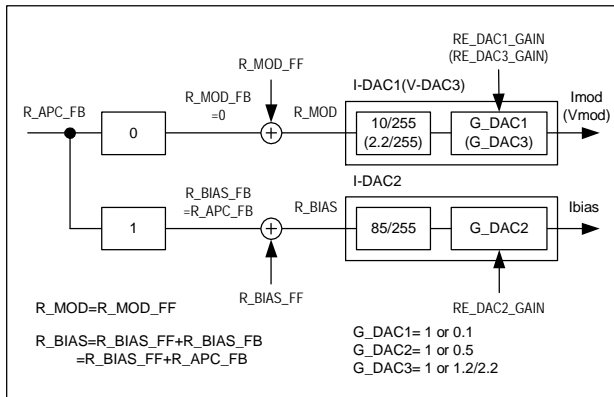 RE_DAC1_GAIN
(RE_DAC3_GAIN)
R_MOD_FF
I-DAC1(V-DAC3)
R_APC_FB
0
R_MOD_FB
=0
R_MOD
10/255
(2.2/255)
G_DAC1
(G_DAC3)
Imod
(Vmod)
I-DAC2
1
R_BIAS_FB
=R_APC_FB
R_BIAS
85/255
G_DAC2
Ibias
R_BIAS_FF
RE_DAC2_GAIN
R_MOD=R_MOD_FF
R_BIAS=R_BIAS_FF+R_BIAS_FB
=R_BIAS_FF+R_APC_FB
G_DAC1= 1 or 0.1
G_DAC2= 1 or 0.5
G_DAC3= 1 or 1.2/2.2